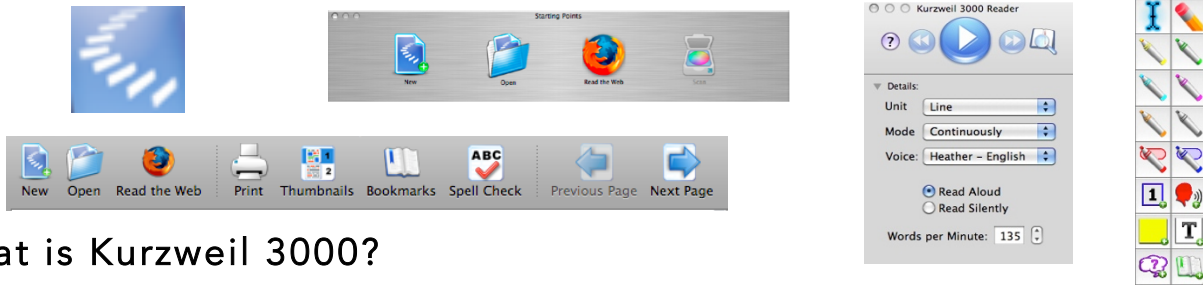 Starting Points
New Open Read the Web Scan
Kurzweil 3000 Reader
?
Details:
Unit Line
Mode Continuously
Voice: Heather - English
Read Aloud
Read Silently
Words per Minute: 135
1
T
?
1
2
ABC
New Open Read the Web Print Thumbnails Bookmarks Spell Check Previous Page Next Page
at is Kurzweil 3000?